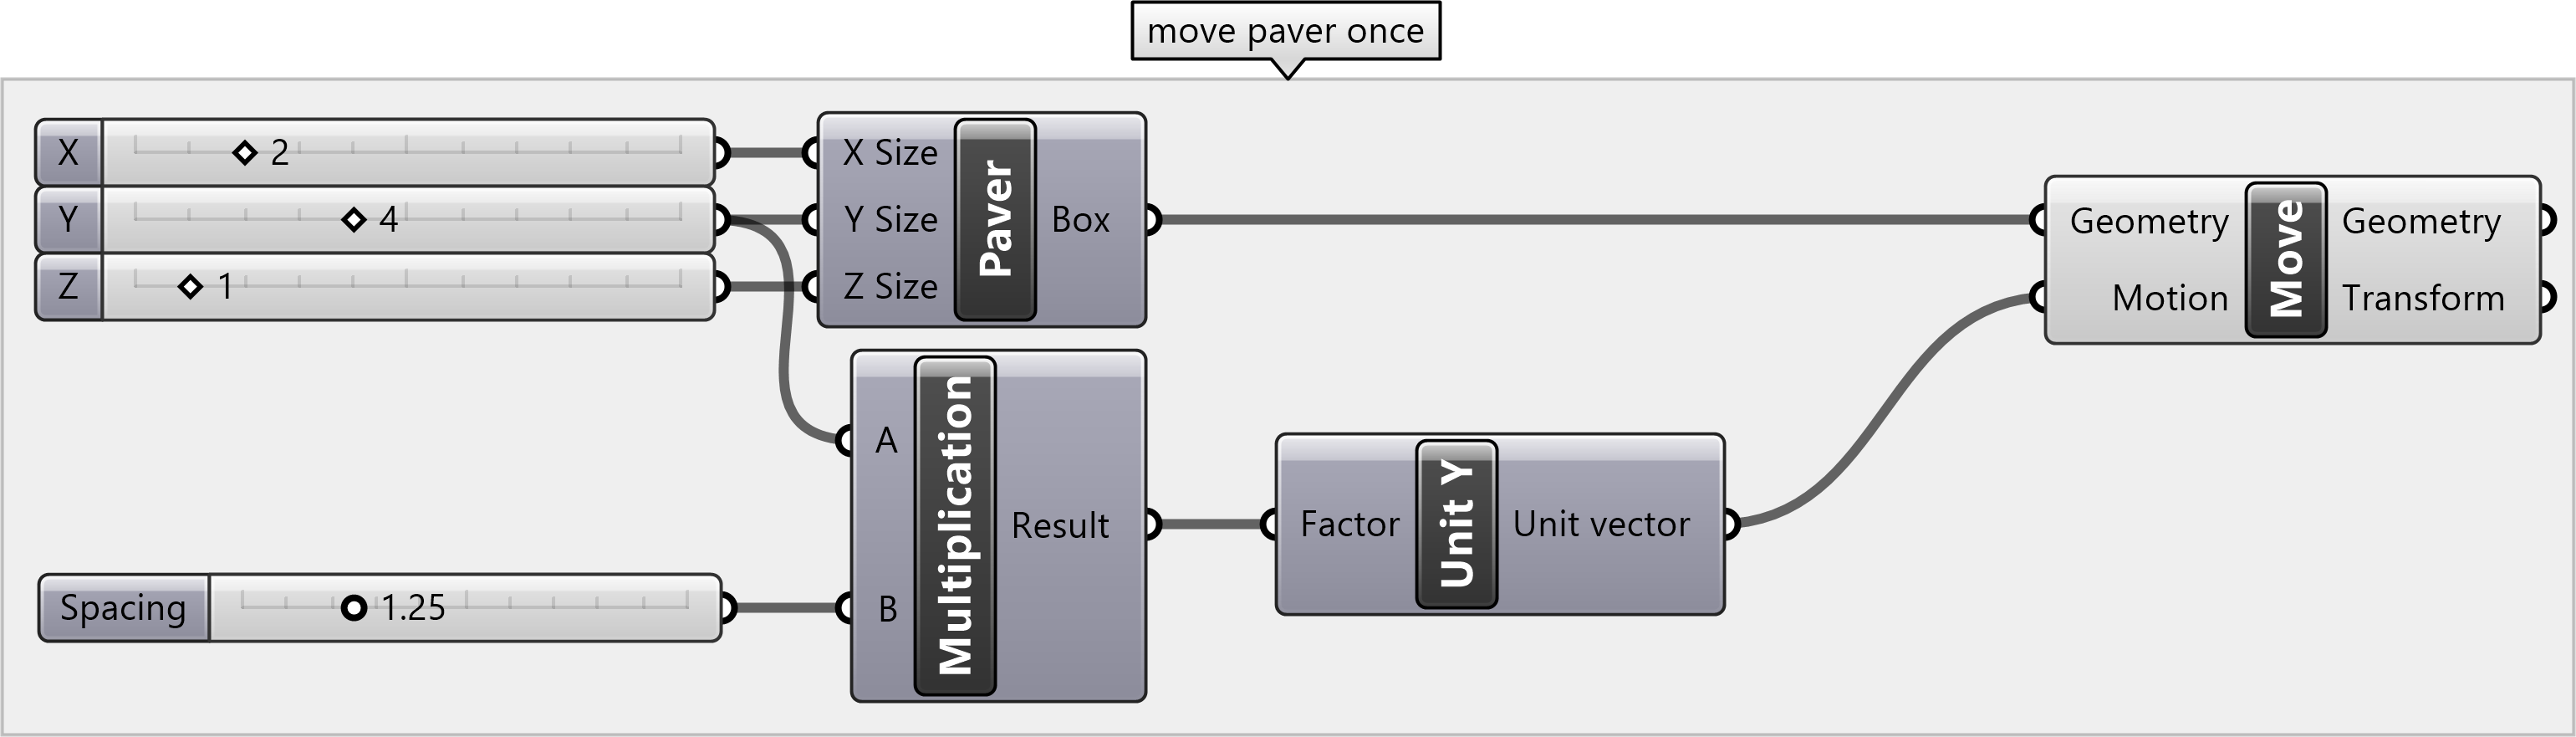 move paver once
X 2
Y 4
Z 1
X Size
Y Size
Z Size
Paver
Box
Geometry
Motion
Move
Geometry
Transform
Spacing 1.25
A
B
Multiplication
Result
Factor
Unit Y
Unit vector